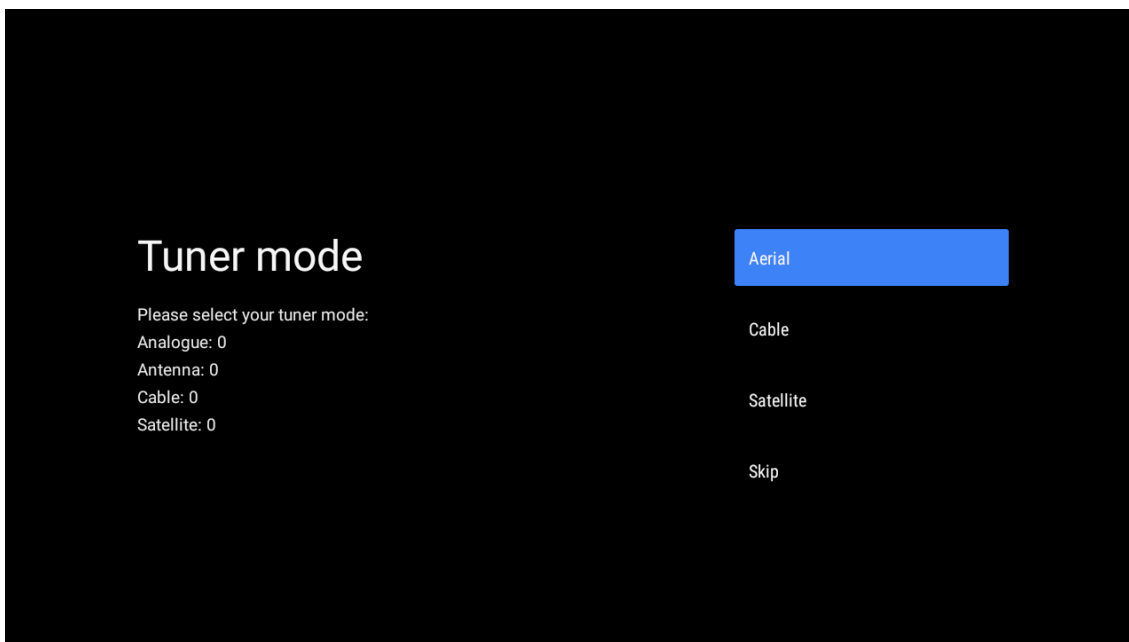 Tuner mode
Please select your tuner mode:
Analogue: 0
Antenna: 0
Cable: 0
Satellite: 0
Aerial
Cable
Satellite
Skip